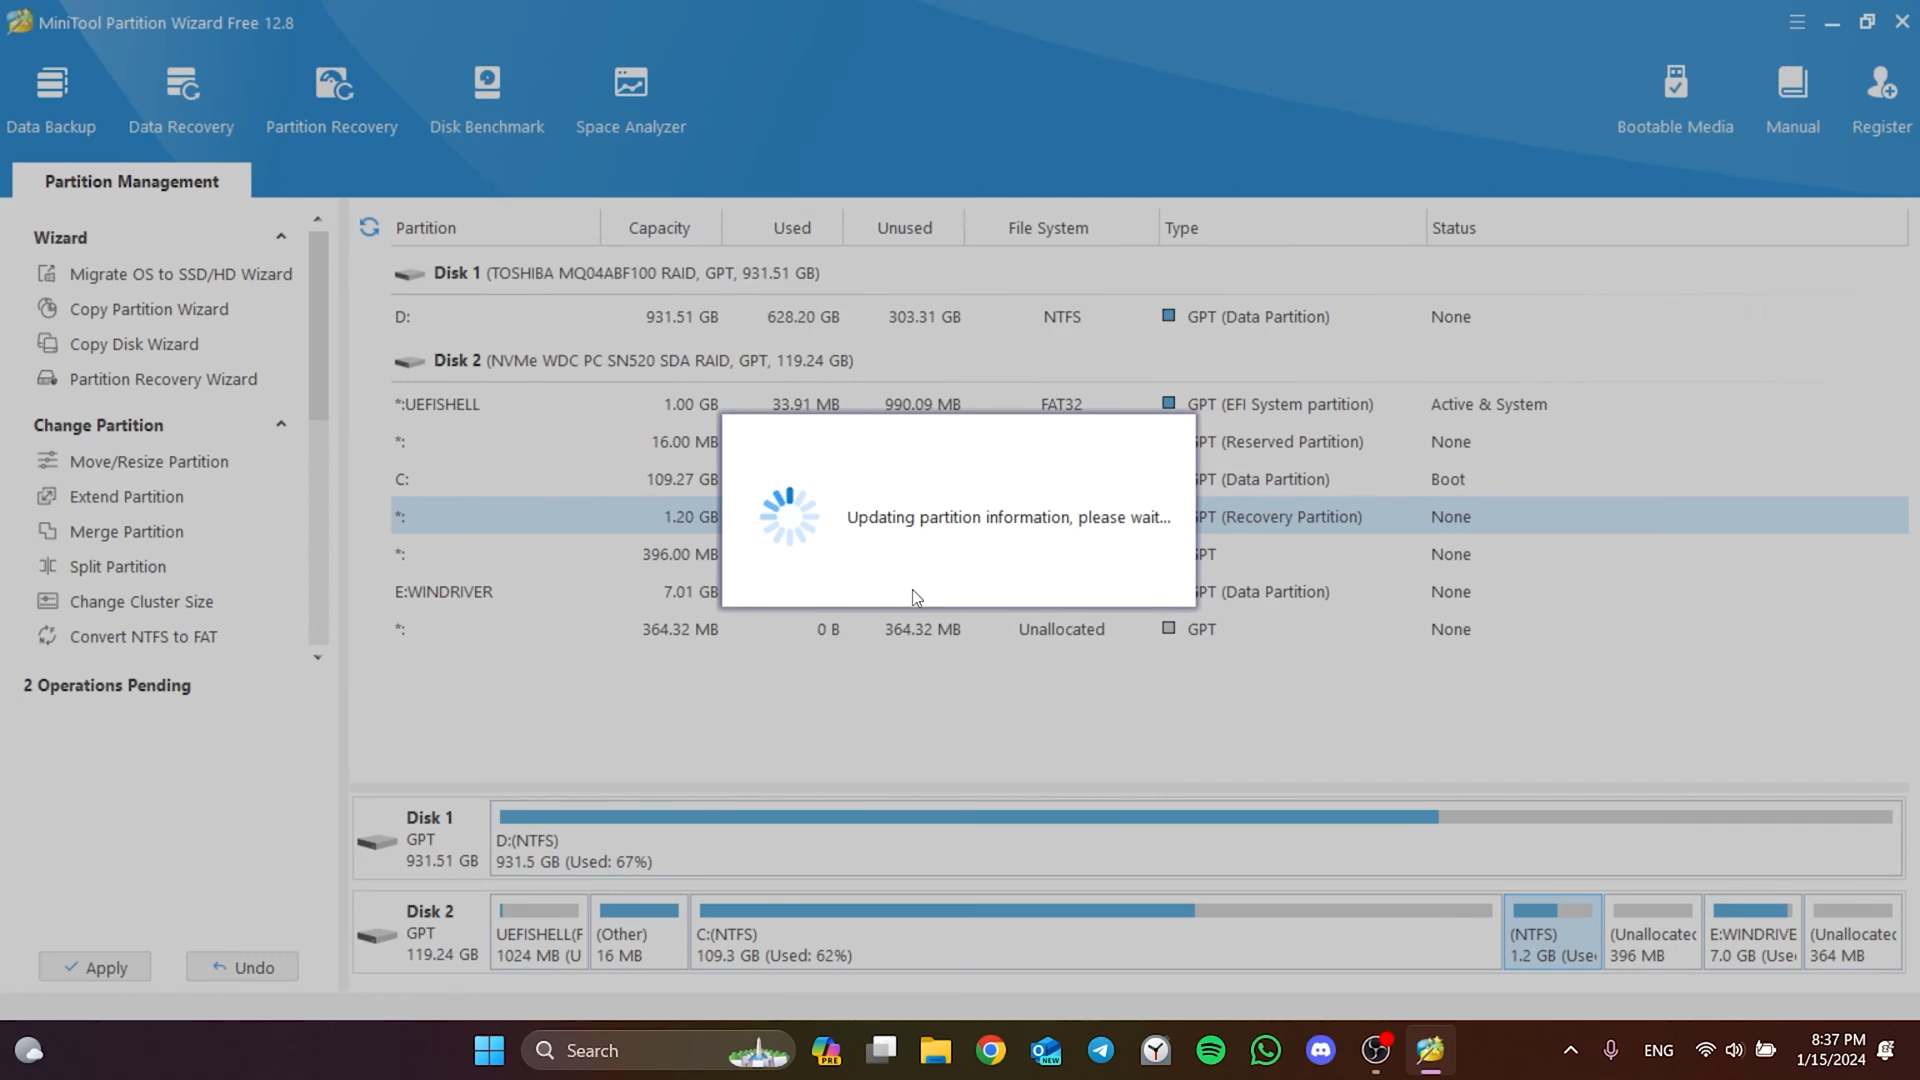 MiniTool Partition Wizard Free 12.8
Data Backup
Data Recovery
Partition Recovery
Disk Benchmark
Space Analyzer
Bootable Media
Manual
Register
Partition Management
Wizard
Migrate OS to SSD/HD Wizard
Copy Partition Wizard
Copy Disk Wizard
Partition Recovery Wizard
Change Partition
Move/Resize Partition
Extend Partition
Merge Partition
Split Partition
Change Cluster Size
Convert NTFS to FAT
2 Operations Pending
Apply
Undo
Partition Capacity Used Unused File System Type Status
Disk 1 (TOSHIBA MQ04ABF100 RAID, GPT, 931.51 GB)
D: 931.51 GB 628.20 GB 303.31 GB NTFS GPT (Data Partition) None
Disk 2 (NVMe WDC PC SN520 SDA RAID, GPT, 119.24 GB)
*:UEFISHELL 1.00 GB 33.91 MB 990.09 MB FAT32 GPT (EFI System partition) Active & System
*: 16.00 MB GPT (Reserved Partition) None
C: 109.27 GB GPT (Data Partition) Boot
*: 1.20 GB GPT (Recovery Partition) None
*: 396.00 MB GPT None
E:WINDRIVER 7.01 GB GPT (Data Partition) None
*: 364.32 MB 0 B 364.32 MB Unallocated GPT None
Updating partition information, please wait...
Disk 1
GPT
931.51 GB
D:(NTFS)
931.5 GB (Used: 67%)
Disk 2
GPT
119.24 GB
UEFISHELL(F
1024 MB (U
(Other)
16 MB
C:(NTFS)
109.3 GB (Used: 62%)
(NTFS)
1.2 GB (Use
(Unallocatec
396 MB
E:WINDRIVE
7.0 GB (Use
(Unallocatec
364 MB
Search
PRE
NEW
ENG
8:37 PM
1/15/2024